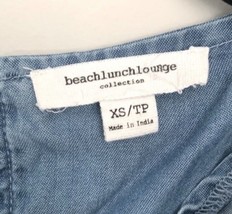 beachlunchlounge
collection
XS/TP
Made in India